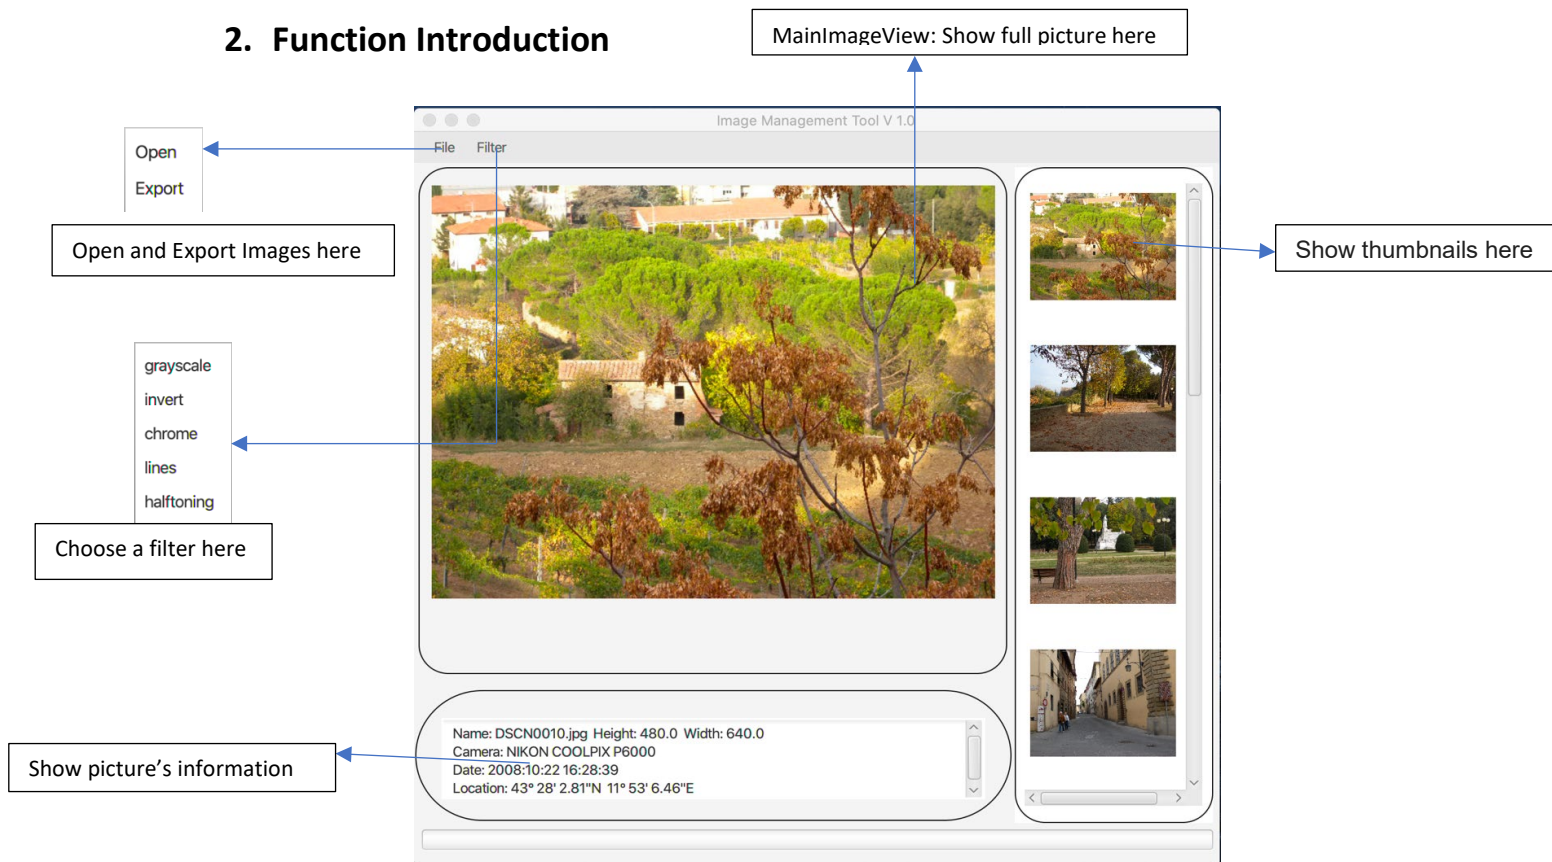 2. Function Introduction
MainImageView: Show full picture here
Image Management Tool V 1.0
File Filter
Open
Export
Open and Export Images here
Show thumbnails here
grayscale
invert
chrome
lines
halftoning
Choose a filter here
Name: DSCN0010.jpg Height: 480.0 Width: 640.0
Camera: NIKON COOLPIX P6000
Date: 2008:10:22 16:28:39
Location: 43° 28' 2.81"N 11° 53' 6.46"E
Show picture’s information